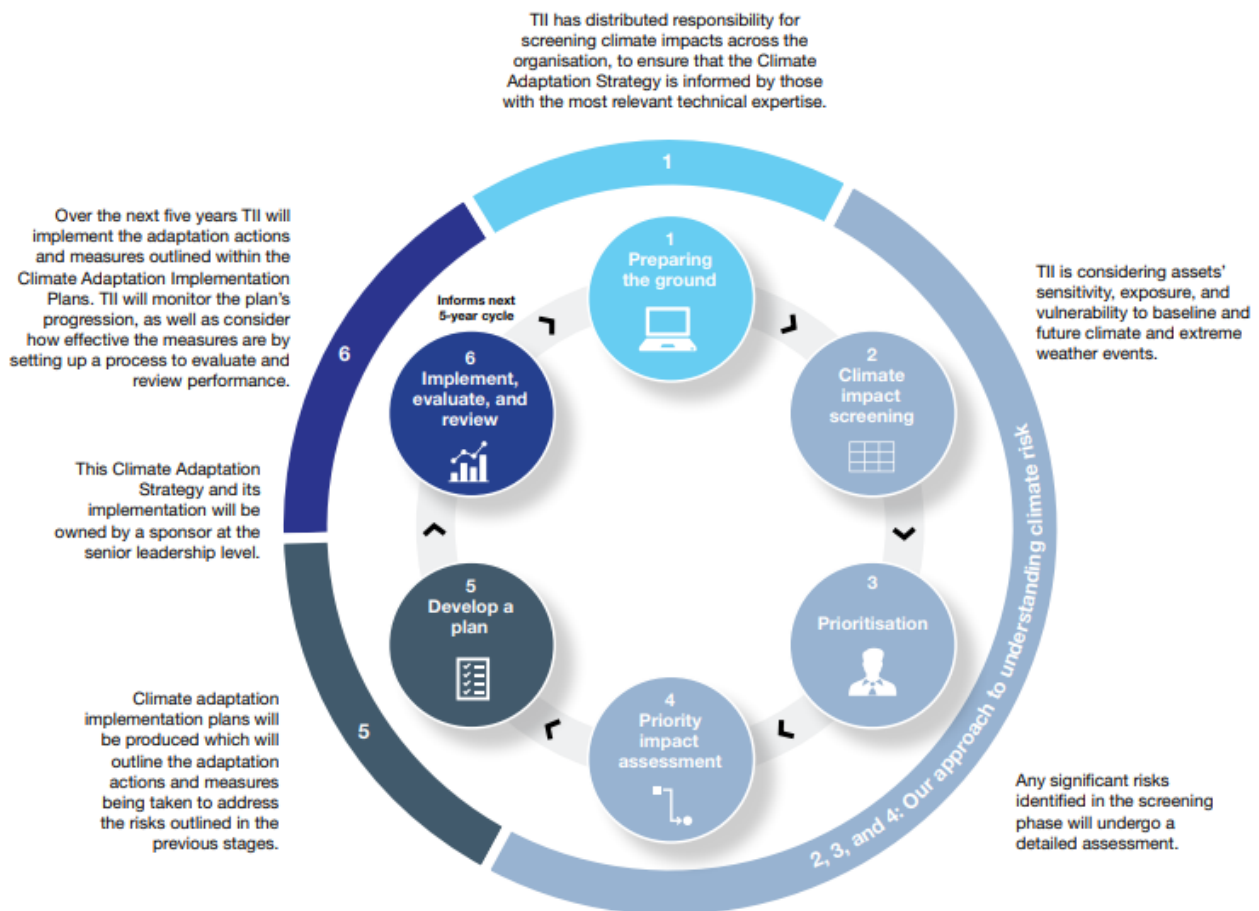 TII has distributed responsibility for
screening climate impacts across the
organisation, to ensure that the Climate
Adaptation Strategy is informed by those
with the most relevant technical expertise.
1
1
Preparing
the ground
2
Climate
impact
screening
TII is considering assets'
sensitivity, exposure, and
vulnerability to baseline and
future climate and extreme
weather events.
2, 3, and 4: Our approach to understanding climate risk
3
Prioritisation
Any significant risks
identified in the screening
phase will undergo a
detailed assessment.
4
Priority
impact
assessment
5
Develop a
plan
5
Climate adaptation
implementation plans will
be produced which will
outline the adaptation
actions and measures
being taken to address
the risks outlined in the
previous stages.
This Climate Adaptation
Strategy and its
implementation will be
owned by a sponsor at the
senior leadership level.
6
Implement,
evaluate, and
review
Informs next
5-year cycle
6
Over the next five years TII will
implement the adaptation actions
and measures outlined within the
Climate Adaptation Implementation
Plans. TII will monitor the plan's
progression, as well as consider
how effective the measures are by
setting up a process to evaluate and
review performance.